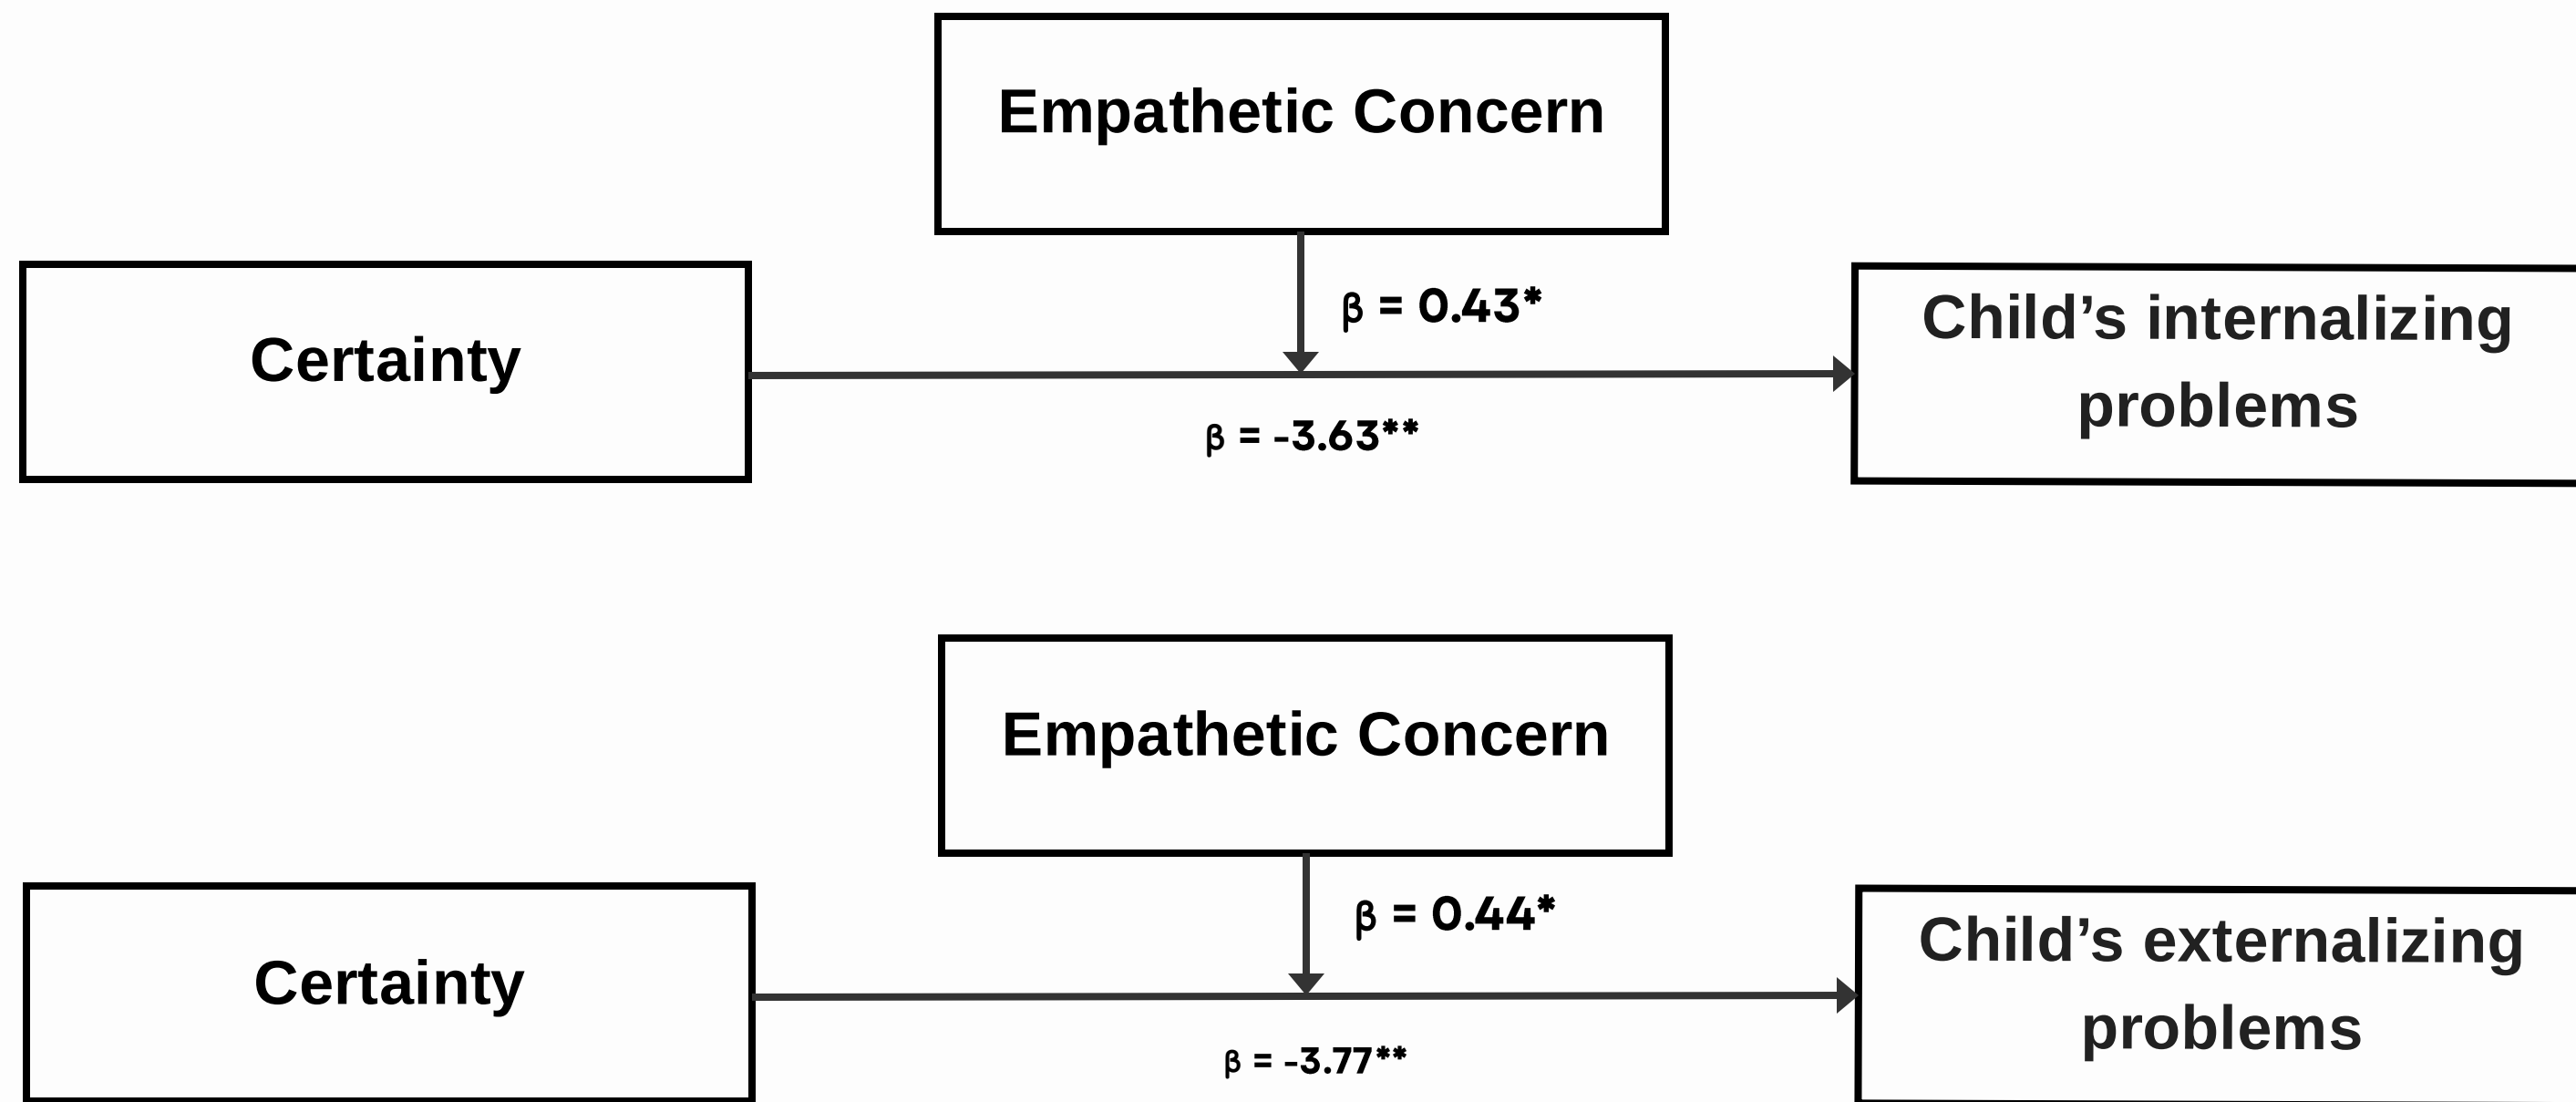 Empathetic Concern
β = 0.43*
Certainty
Child’s internalizing
problems
β = -3.63**
Empathetic Concern
β = 0.44*
Certainty
Child’s externalizing
problems
β = -3.77**